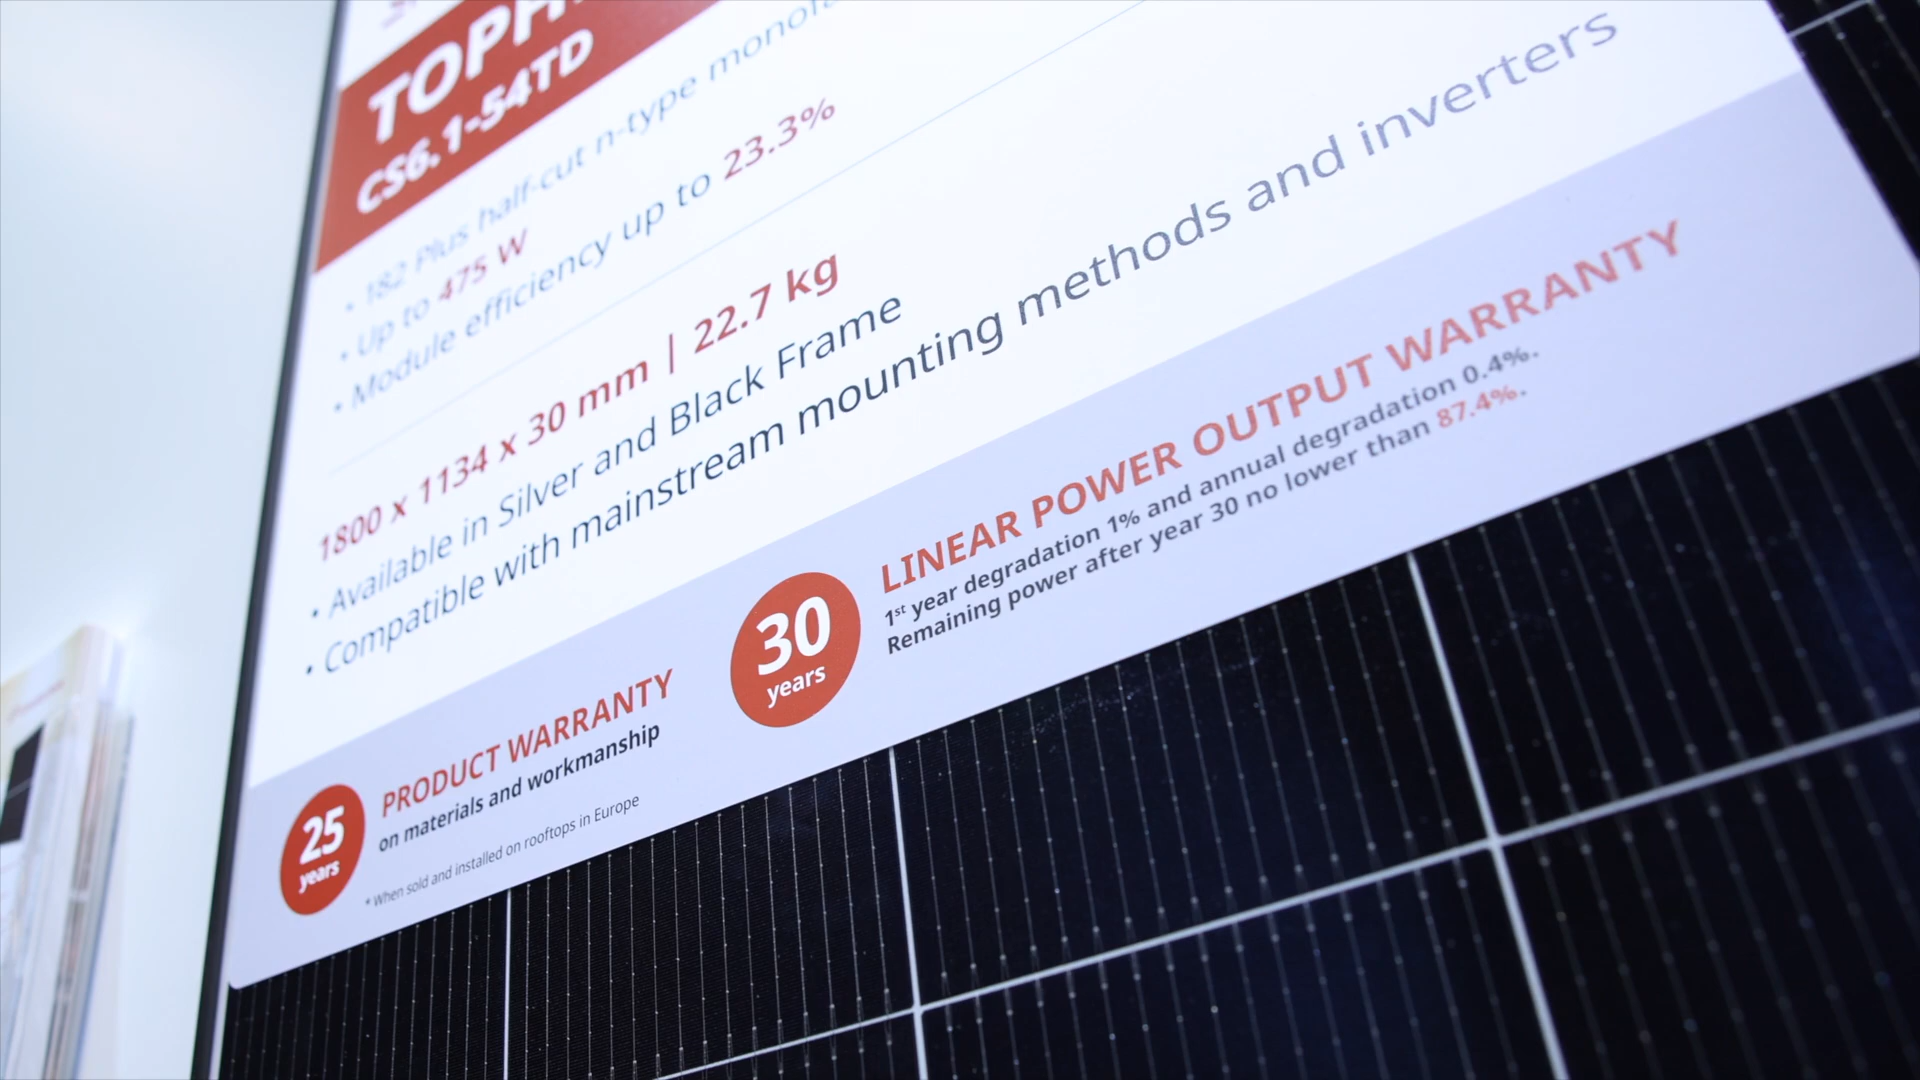 TOPH
CS6.1-54TD
• 182 Plus half-cut n-type monofa
• Up to 475 W
• Module efficiency up to 23.3%
1800 x 1134 x 30 mm | 22.7 kg
• Available in Silver and Black Frame
• Compatible with mainstream mounting methods and inverters
25
years
PRODUCT WARRANTY
on materials and workmanship
* When sold and installed on rooftops in Europe
30
years
LINEAR POWER OUTPUT WARRANTY
1st year degradation 1% and annual degradation 0.4%.
Remaining power after year 30 no lower than 87.4%.